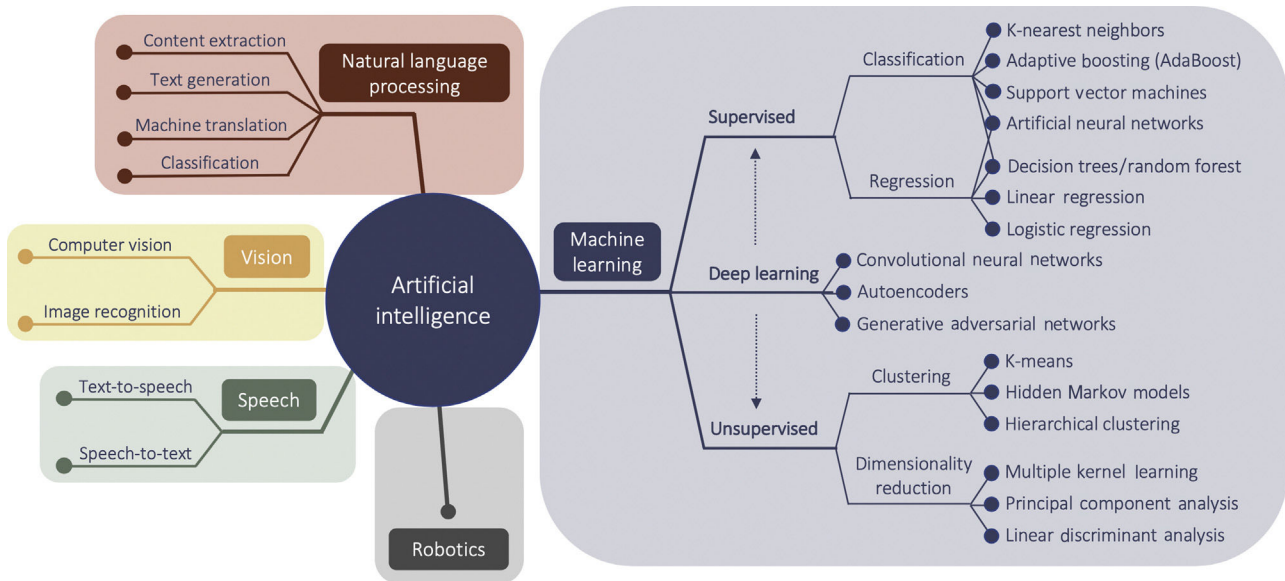 Content extraction
Text generation
Machine translation
Classification
Natural language
processing
Computer vision
Image recognition
Vision
Text-to-speech
Speech-to-text
Speech
Robotics
Artificial
intelligence
Machine
learning
Supervised
Classification
K-nearest neighbors
Adaptive boosting (AdaBoost)
Support vector machines
Artificial neural networks
Decision trees/random forest
Regression
Linear regression
Logistic regression
Deep learning
Convolutional neural networks
Autoencoders
Generative adversarial networks
Unsupervised
Clustering
K-means
Hidden Markov models
Hierarchical clustering
Dimensionality
reduction
Multiple kernel learning
Principal component analysis
Linear discriminant analysis